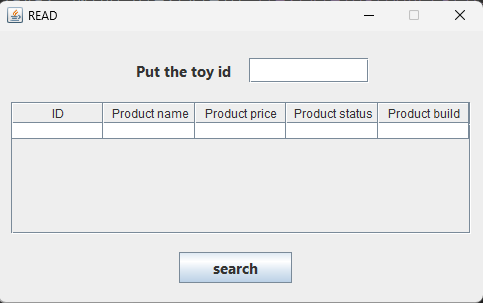 READ
Put the toy id
ID Product name Product price Product status Product build
search